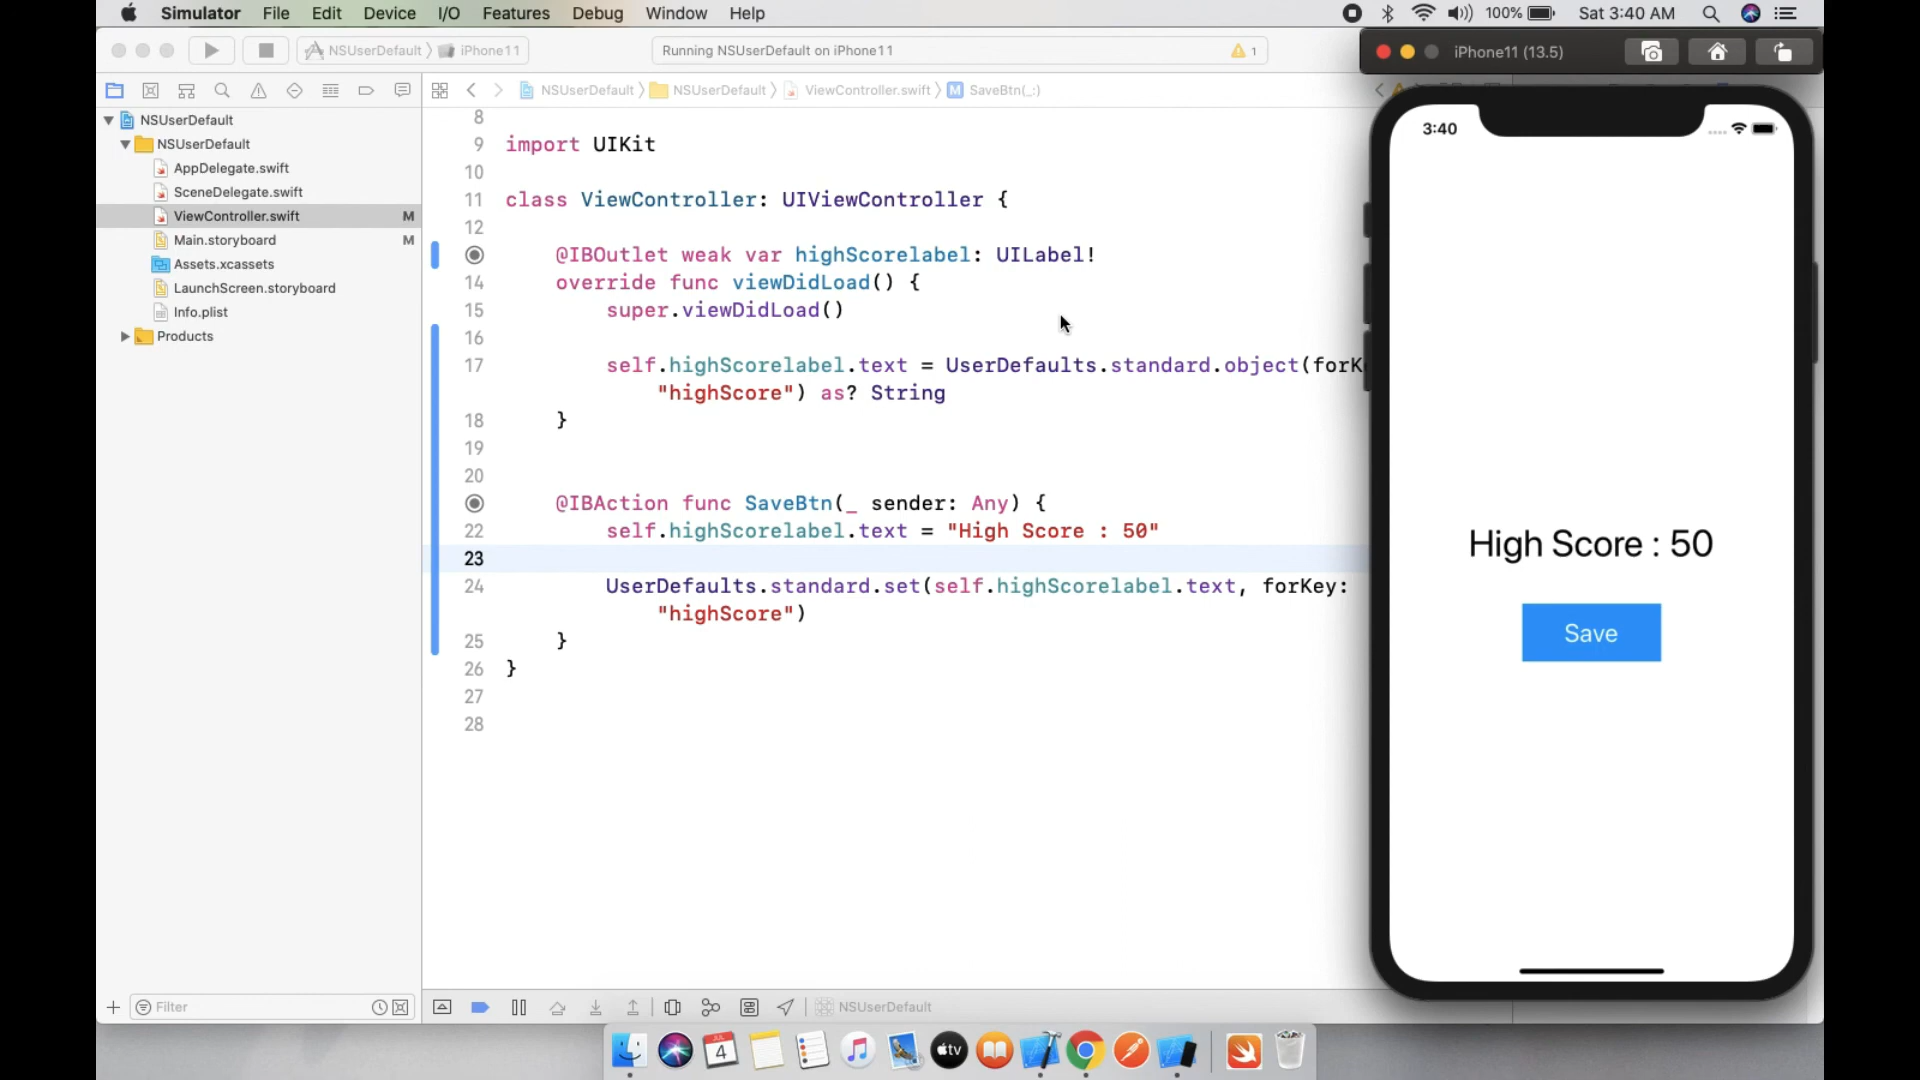 Simulator File Edit Device I/O Features Debug Window Help 100% Sat 3:40 AM
NSUserDefault iPhone11 Running NSUserDefault on iPhone11 1
iPhone11 (13.5)
NSUserDefault NSUserDefault ViewController.swift M SaveBtn(_:)
NSUserDefault
NSUserDefault
AppDelegate.swift
SceneDelegate.swift
ViewController.swift M
Main.storyboard M
Assets.xcassets
LaunchScreen.storyboard
Info.plist
Products
Filter
8
9 import UIKit
10
11 class ViewController: UIViewController {
12
@IBOutlet weak var highScorelabel: UILabel!
14 override func viewDidLoad() {
15 super.viewDidLoad()
16
17 self.highScorelabel.text = UserDefaults.standard.object(forK
"highScore") as? String
18 }
19
20
@IBAction func SaveBtn(_ sender: Any) {
22 self.highScorelabel.text = "High Score : 50"
23
24 UserDefaults.standard.set(self.highScorelabel.text, forKey:
"highScore")
25 }
26 }
27
28
NSUserDefault
3:40
High Score : 50
Save
JUL
4
tv